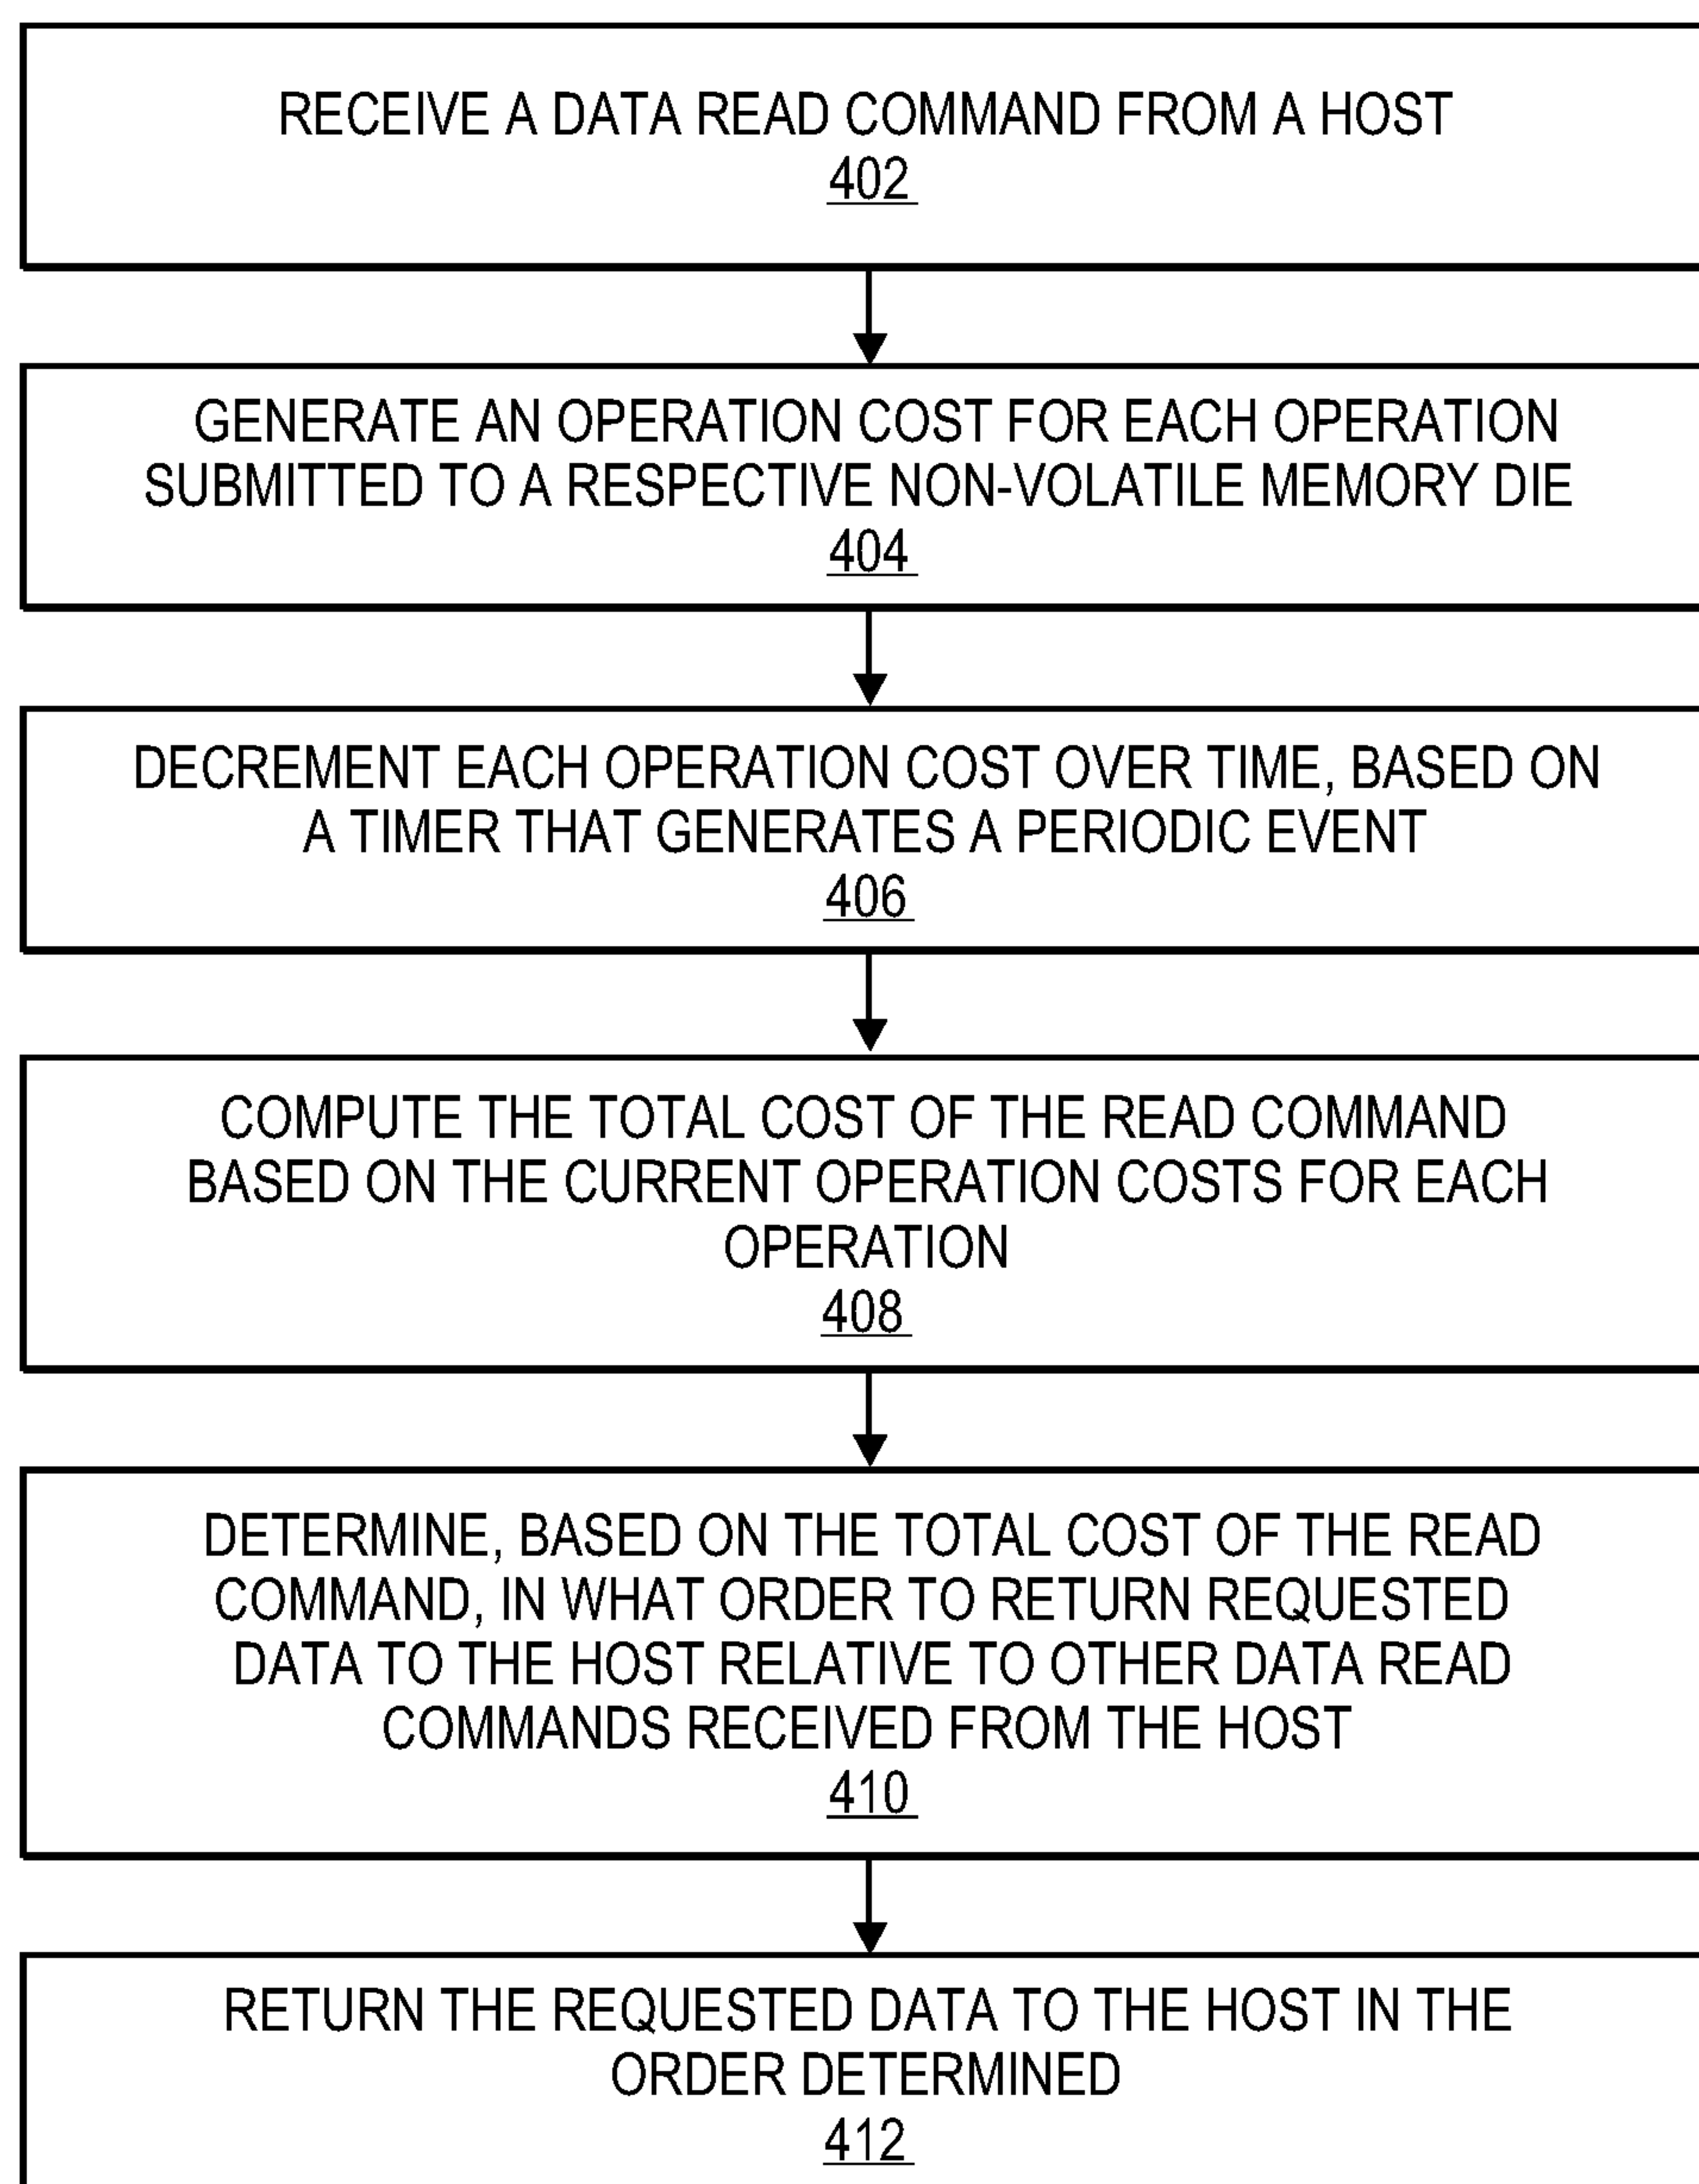 RECEIVE A DATA READ COMMAND FROM A HOST
402
GENERATE AN OPERATION COST FOR EACH OPERATION
SUBMITTED TO A RESPECTIVE NON-VOLATILE MEMORY DIE
404
DECREMENT EACH OPERATION COST OVER TIME, BASED ON
A TIMER THAT GENERATES A PERIODIC EVENT
406
COMPUTE THE TOTAL COST OF THE READ COMMAND
BASED ON THE CURRENT OPERATION COSTS FOR EACH
OPERATION
408
DETERMINE, BASED ON THE TOTAL COST OF THE READ
COMMAND, IN WHAT ORDER TO RETURN REQUESTED
DATA TO THE HOST RELATIVE TO OTHER DATA READ
COMMANDS RECEIVED FROM THE HOST
410
RETURN THE REQUESTED DATA TO THE HOST IN THE
ORDER DETERMINED
412